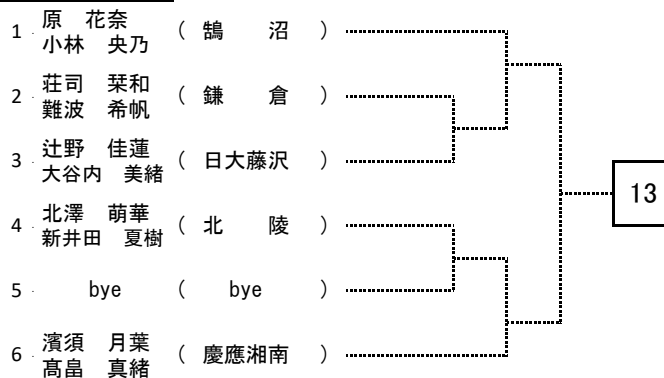 原 花奈
1 小林 央乃 ( 鵠 沼 )
荘司 栞和
2 難波 希帆 ( 鎌 倉 )
辻野 佳蓮
3 大谷内 美緒 ( 日大藤沢 )
13
北澤 萌華
4 新井田 夏樹 ( 北 陵 )
5 bye ( bye )
濱須 月葉
6 髙畠 真緒 ( 慶應湘南 )